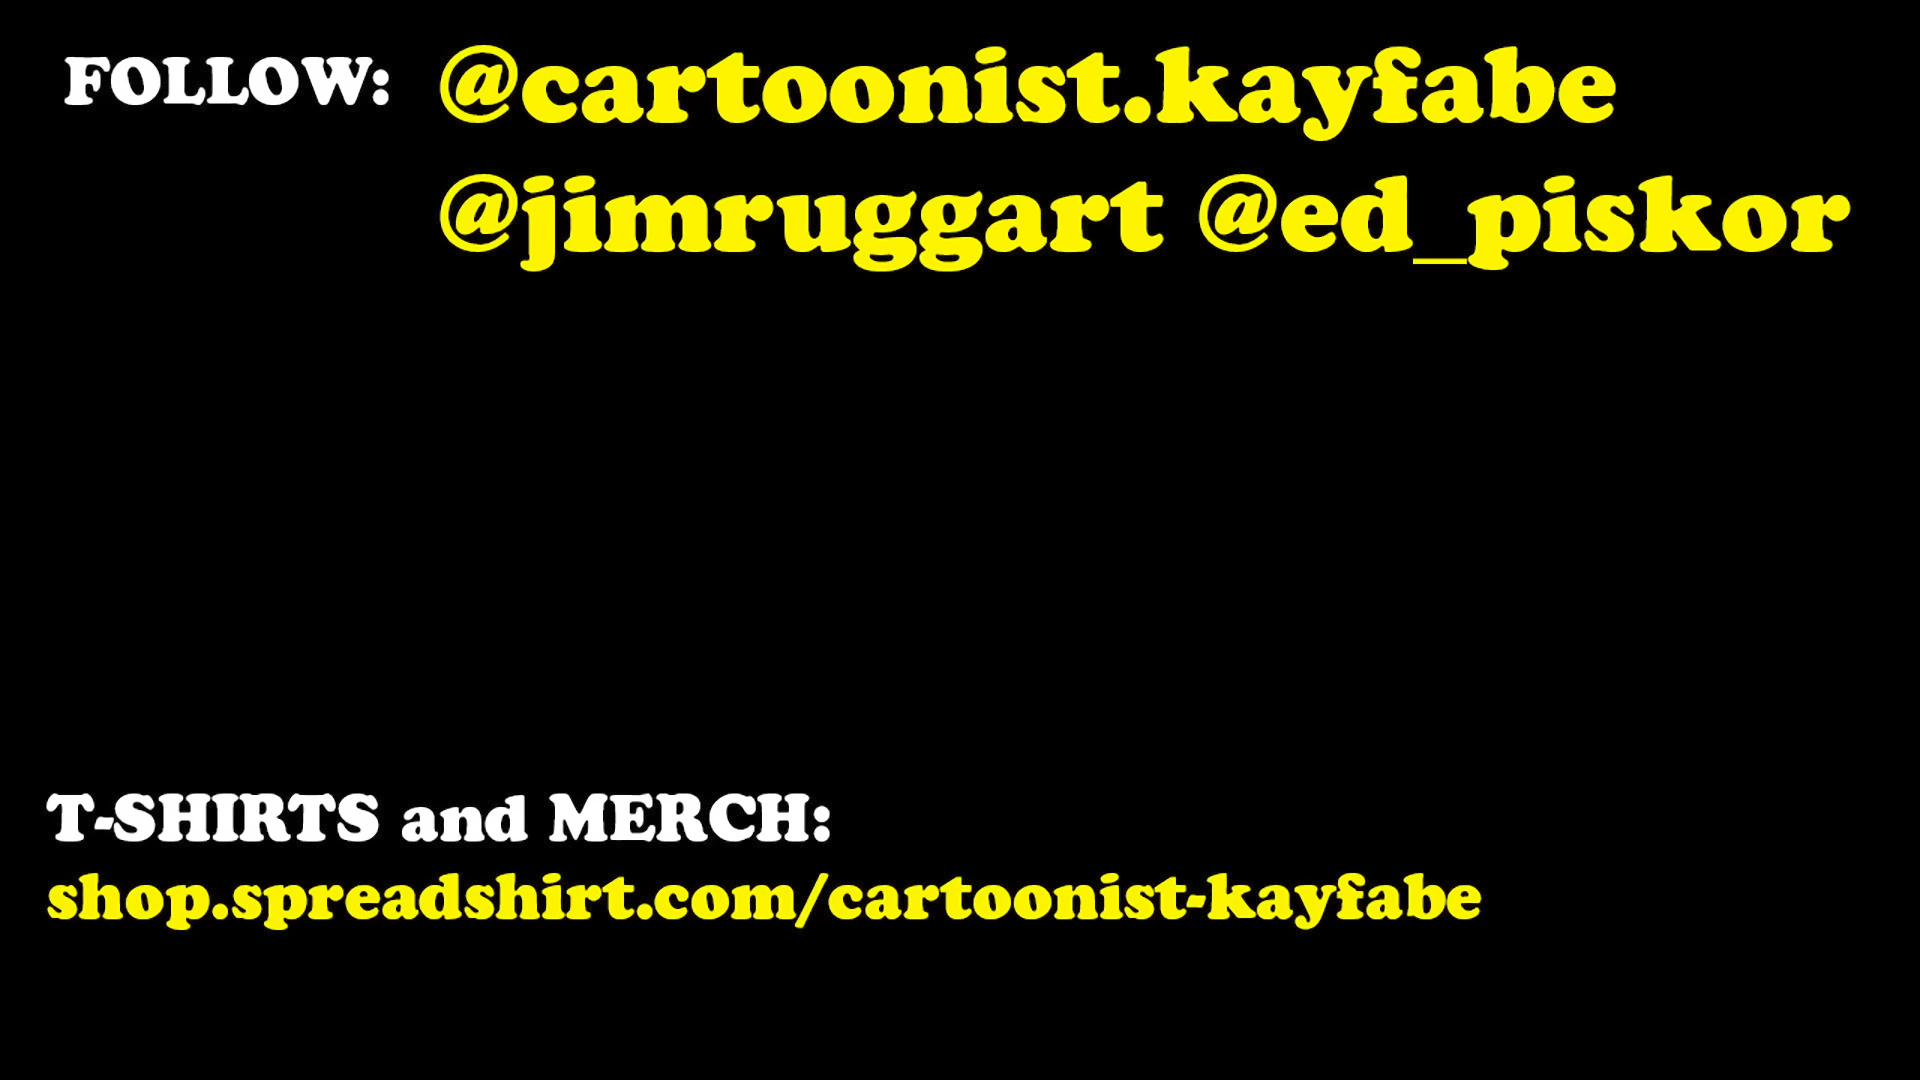 FOLLOW: @cartoonist.kayfabe
@jimruggart @ed_piskor
T-SHIRTS and MERCH:
shop.spreadshirt.com/cartoonist-kayfabe